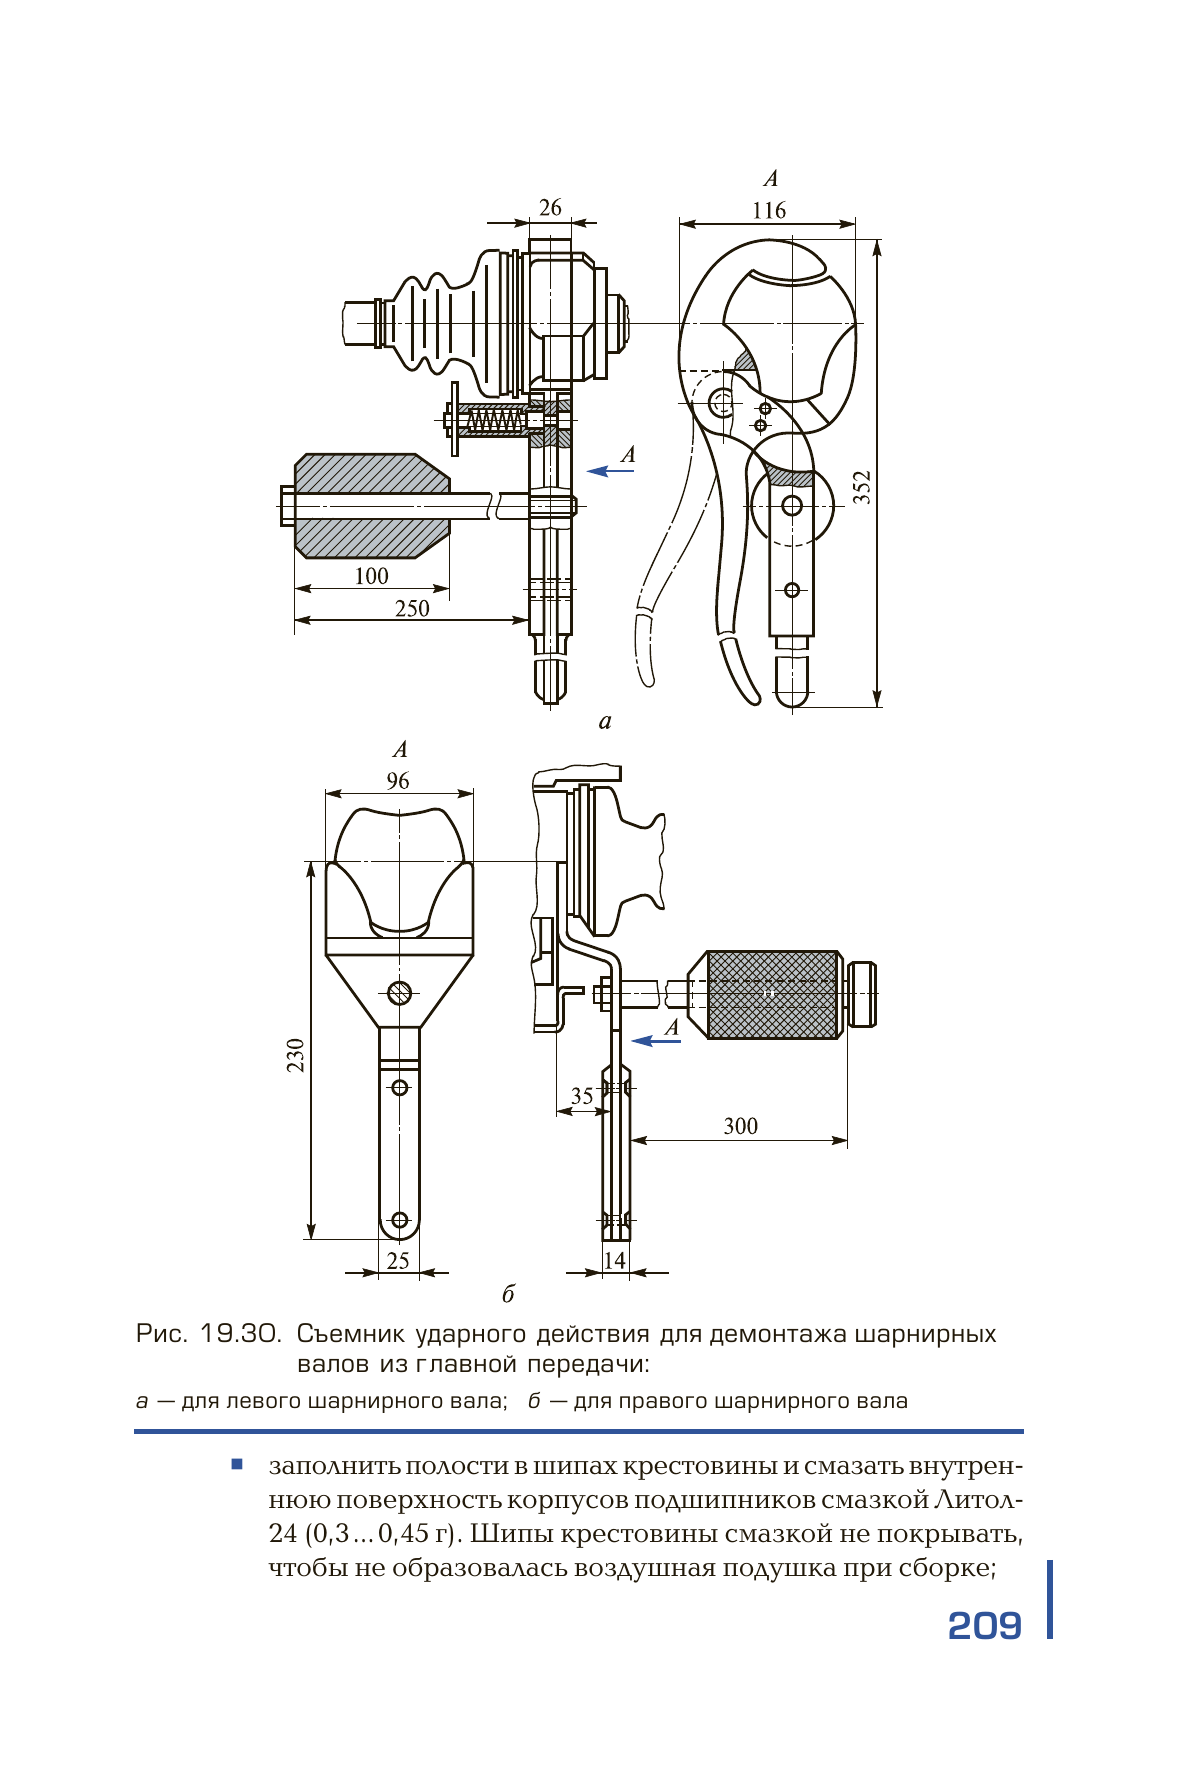 А
26
116
А
352
100
250
а
А
96
230
А
35
300
25
14
б
Рис. 19.30. Съемник ударного действия для демонтажа шарнирных
валов из главной передачи:
а — для левого шарнирного вала; б — для правого шарнирного вала
▪ заполнить полости в шипах крестовины и смазать внутрен-
нюю поверхность корпусов подшипников смазкой Литол-
24 (0,3 ... 0,45 г). Шипы крестовины смазкой не покрывать,
чтобы не образовалась воздушная подушка при сборке;
209